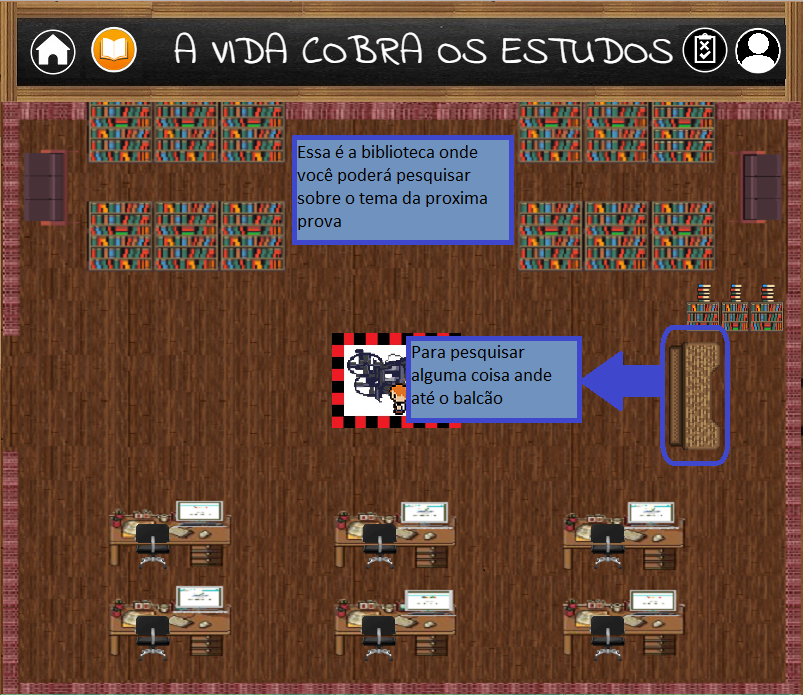 A VIDA COBRA OS ESTUDOS
Essa é a biblioteca onde
você poderá pesquisar
sobre o tema da proxima
prova
Para pesquisar
alguma coisa ande
até o balcão